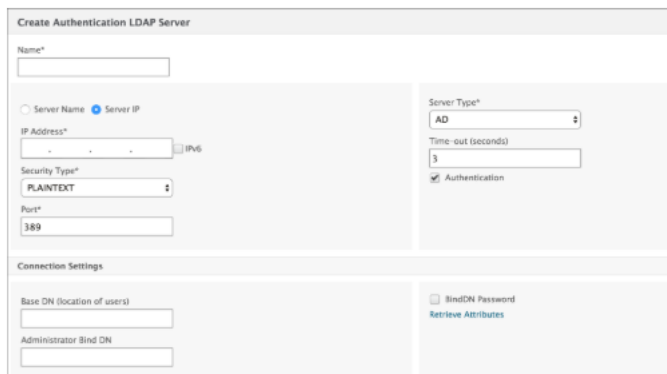 Create Authentication LDAP Server
Name*
Server Name Server IP
IP Address*
. . . IPv6
Security Type*
PLAINTEXT
Port*
389
Server Type*
AD
Time-out (seconds)
3
Authentication
Connection Settings
Base DN (location of users)
Administrator Bind DN
BindDN Password
Retrieve Attributes